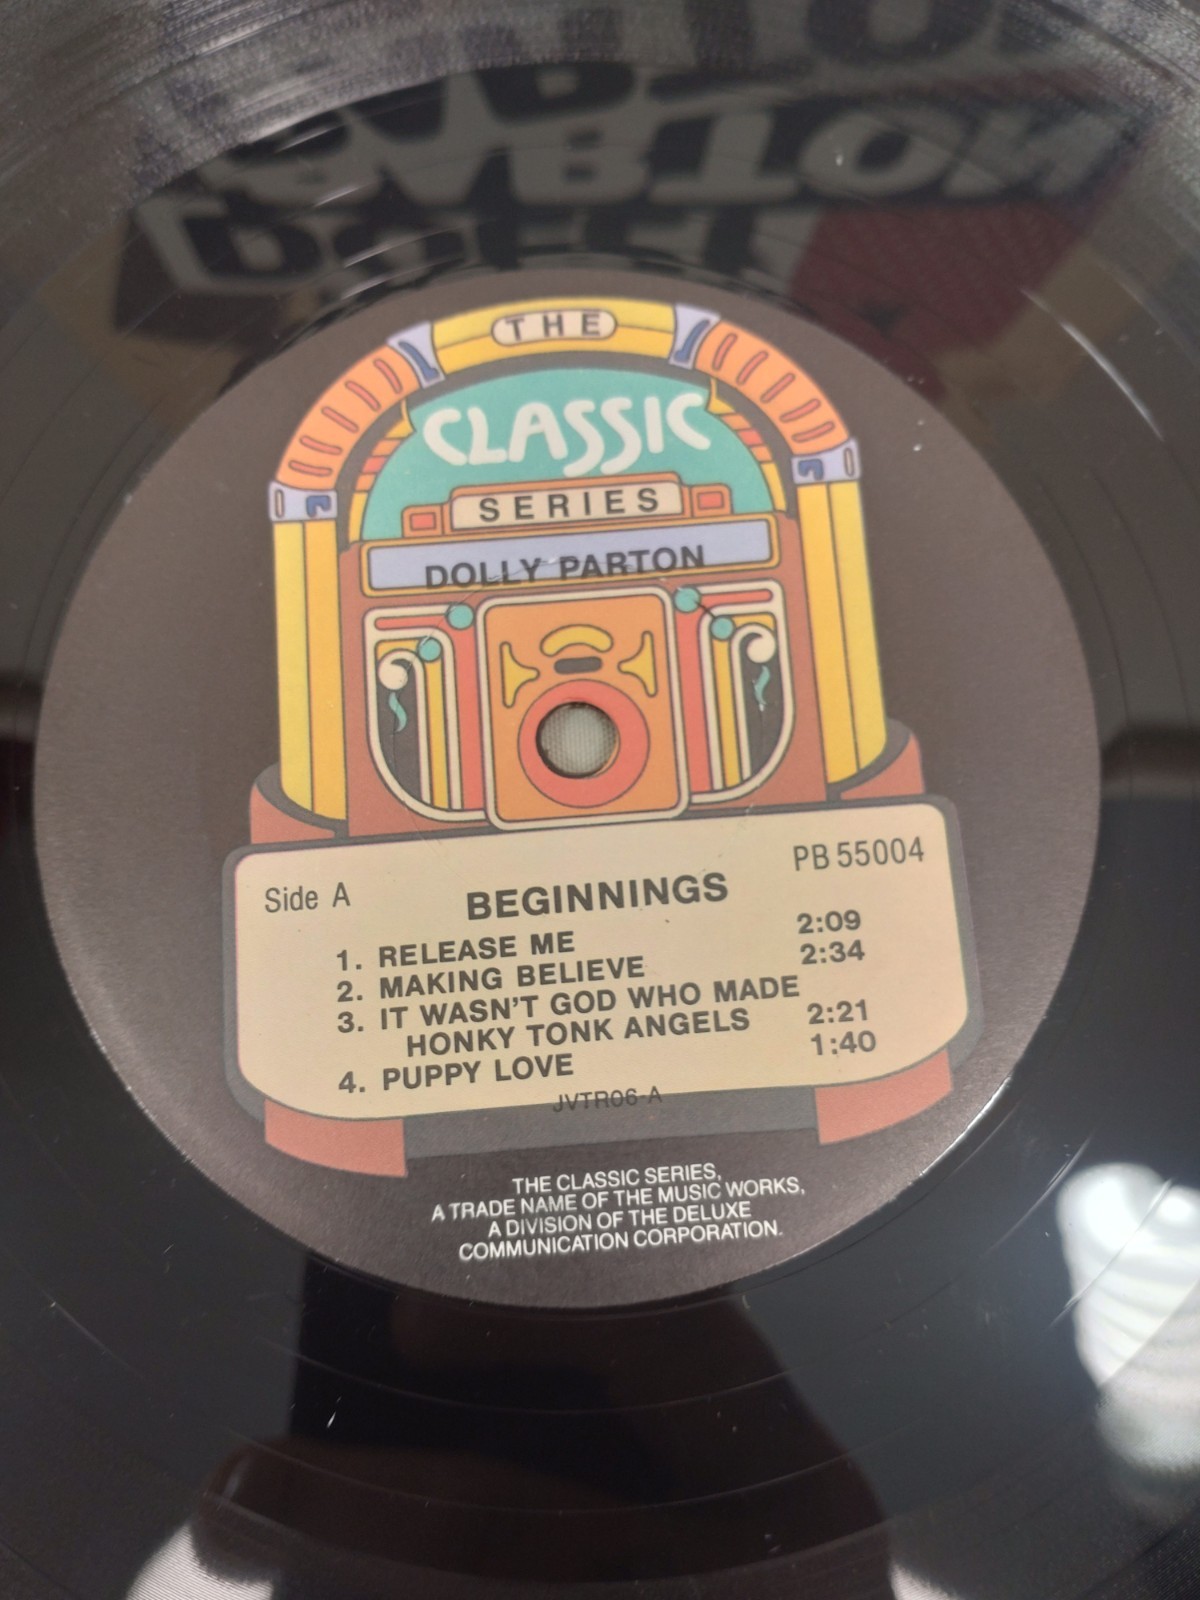 PARTON
DOLLY
THE
CLASSIC
SERIES
DOLLY PARTON
Side A
PB 55004
BEGINNINGS
1. RELEASE ME 2:09
2. MAKING BELIEVE 2:34
3. IT WASN'T GOD WHO MADE
HONKY TONK ANGELS 2:21
4. PUPPY LOVE 1:40
JVTR06-A
THE CLASSIC SERIES,
A TRADE NAME OF THE MUSIC WORKS,
A DIVISION OF THE DELUXE
COMMUNICATION CORPORATION.